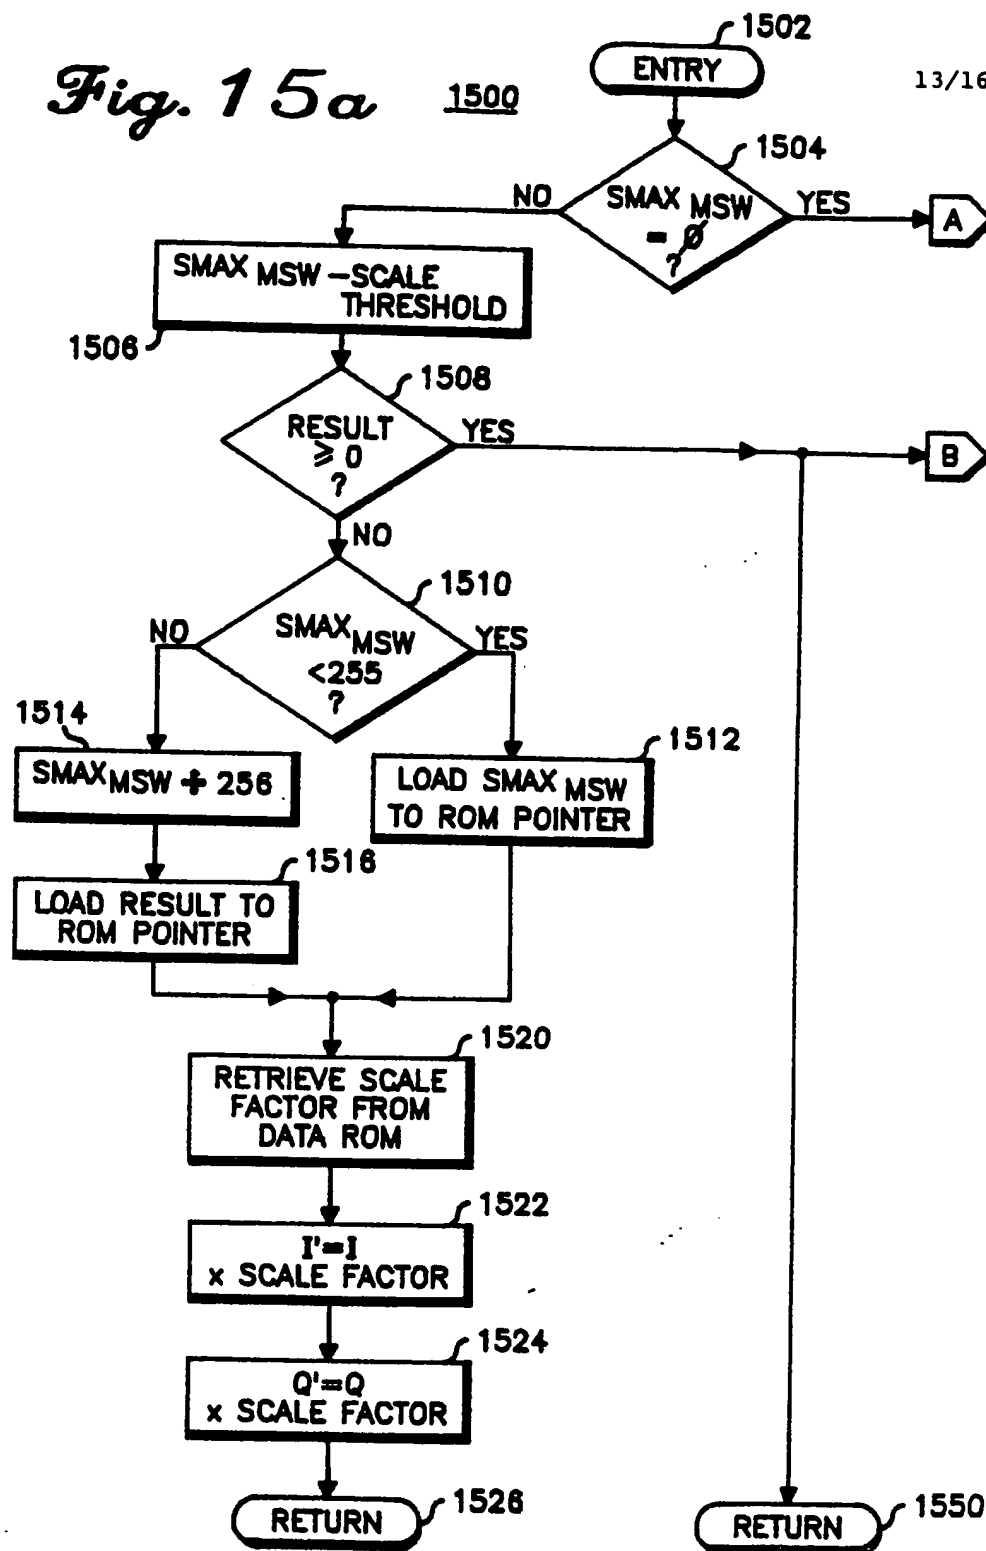 Fig. 15a
1500
1502
ENTRY
13/16
1504
SMAX MSW
= Ø
?
NO
YES
A
SMAX MSW - SCALE
THRESHOLD
1506
1508
RESULT
≥ 0
?
YES
B
NO
1510
SMAX MSW
<255
?
NO
YES
1514
SMAX MSW ÷ 256
1512
LOAD SMAX MSW
TO ROM POINTER
1516
LOAD RESULT TO
ROM POINTER
1520
RETRIEVE SCALE
FACTOR FROM
DATA ROM
1522
I'=I
x SCALE FACTOR
1524
Q'=Q
x SCALE FACTOR
RETURN
1526
RETURN
1550